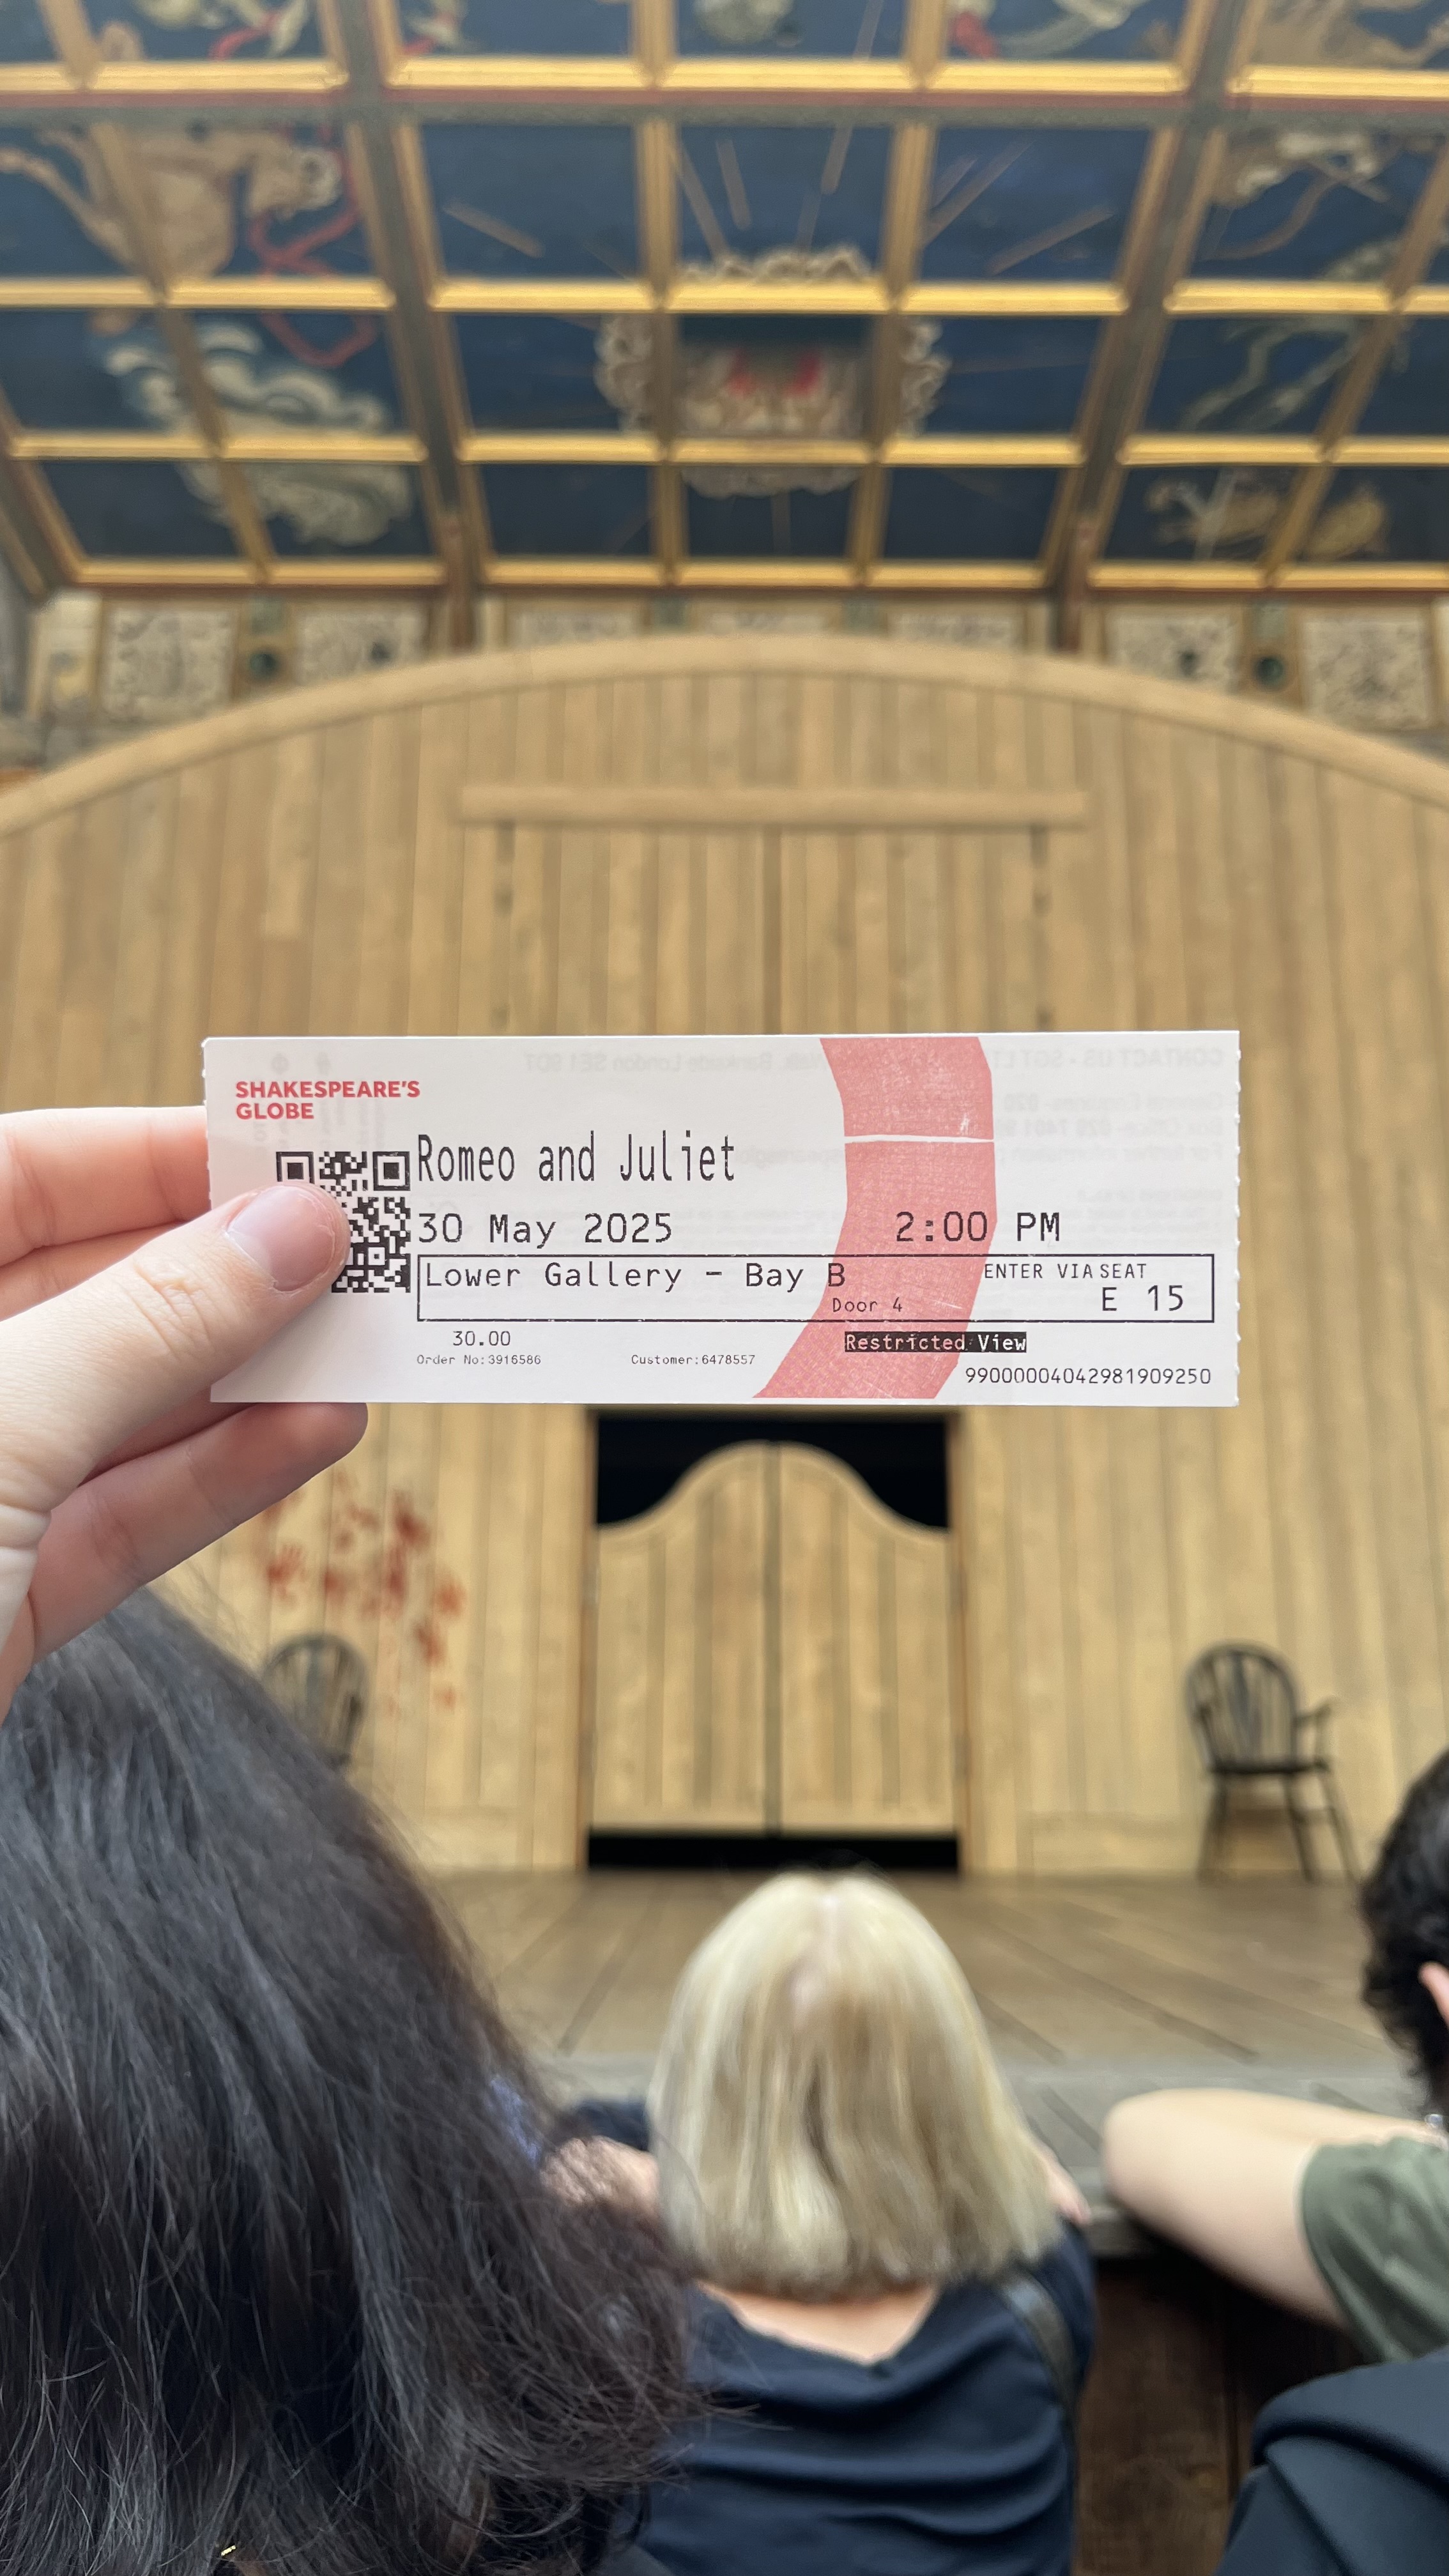 SHAKESPEARE'S
GLOBE
Romeo and Juliet
30 May 2025 2:00 PM
Lower Gallery - Bay B ENTER VIA SEAT
Door 4 E 15
30.00 Restricted View
Order No:3916586 Customer:6478557
99000004042981909250